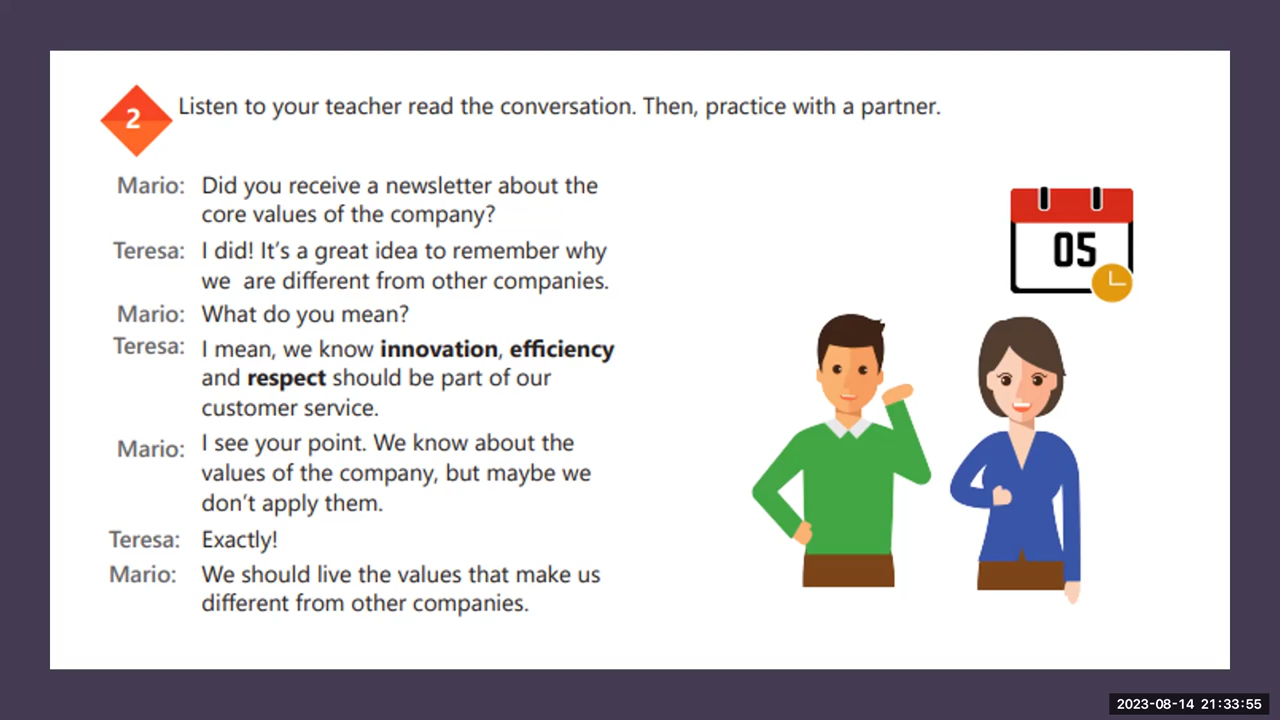 2
Listen to your teacher read the conversation. Then, practice with a partner.
Mario: Did you receive a newsletter about the
core values of the company?
Teresa: I did! It's a great idea to remember why
we are different from other companies.
Mario: What do you mean?
Teresa: I mean, we know innovation, efficiency
and respect should be part of our
customer service.
Mario: I see your point. We know about the
values of the company, but maybe we
don't apply them.
Teresa: Exactly!
Mario: We should live the values that make us
different from other companies.
05
2023-08-14 21:33:55